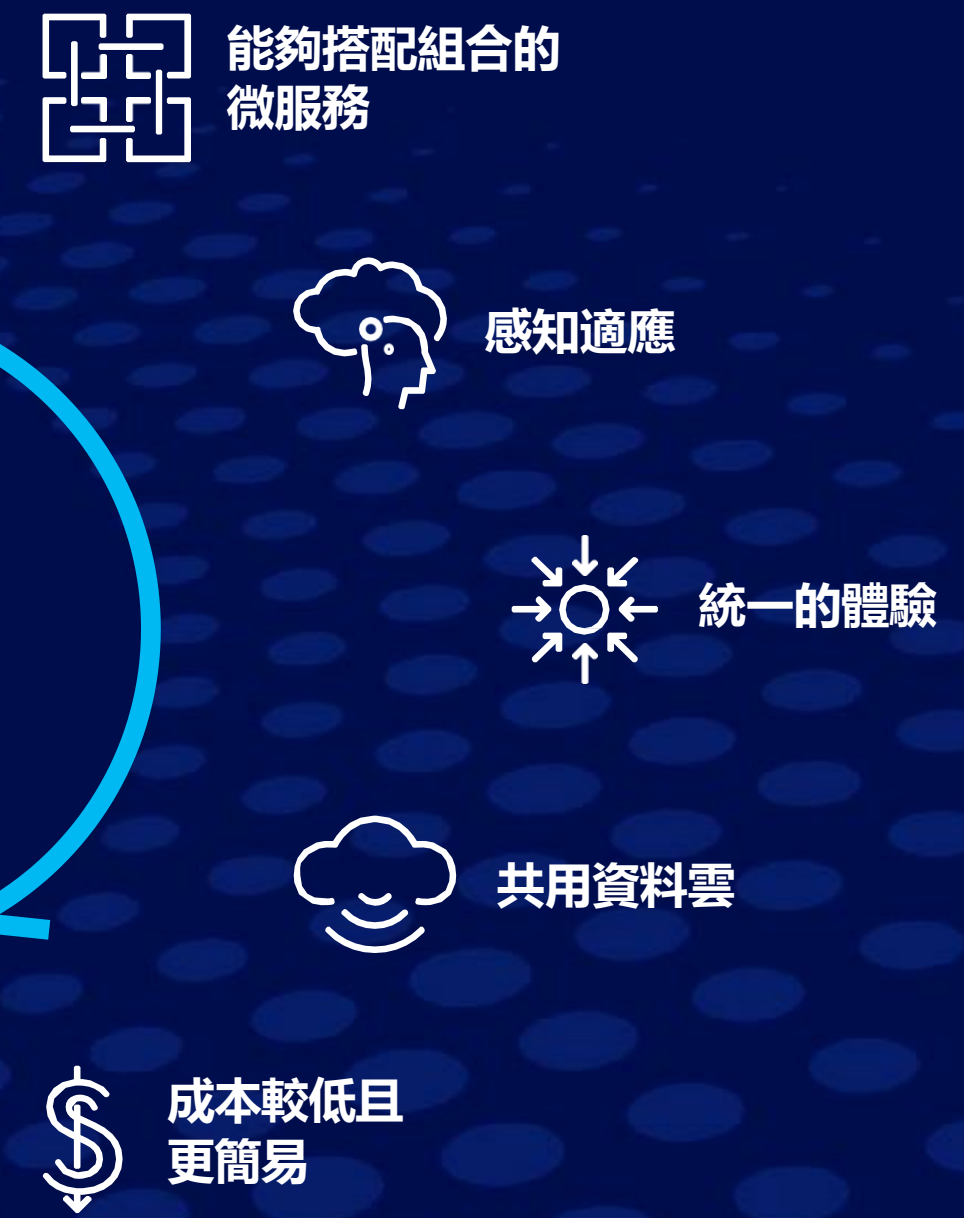 能夠搭配組合的
微服務
感知適應
統一的體驗
共用資料雲
成本較低且
更簡易